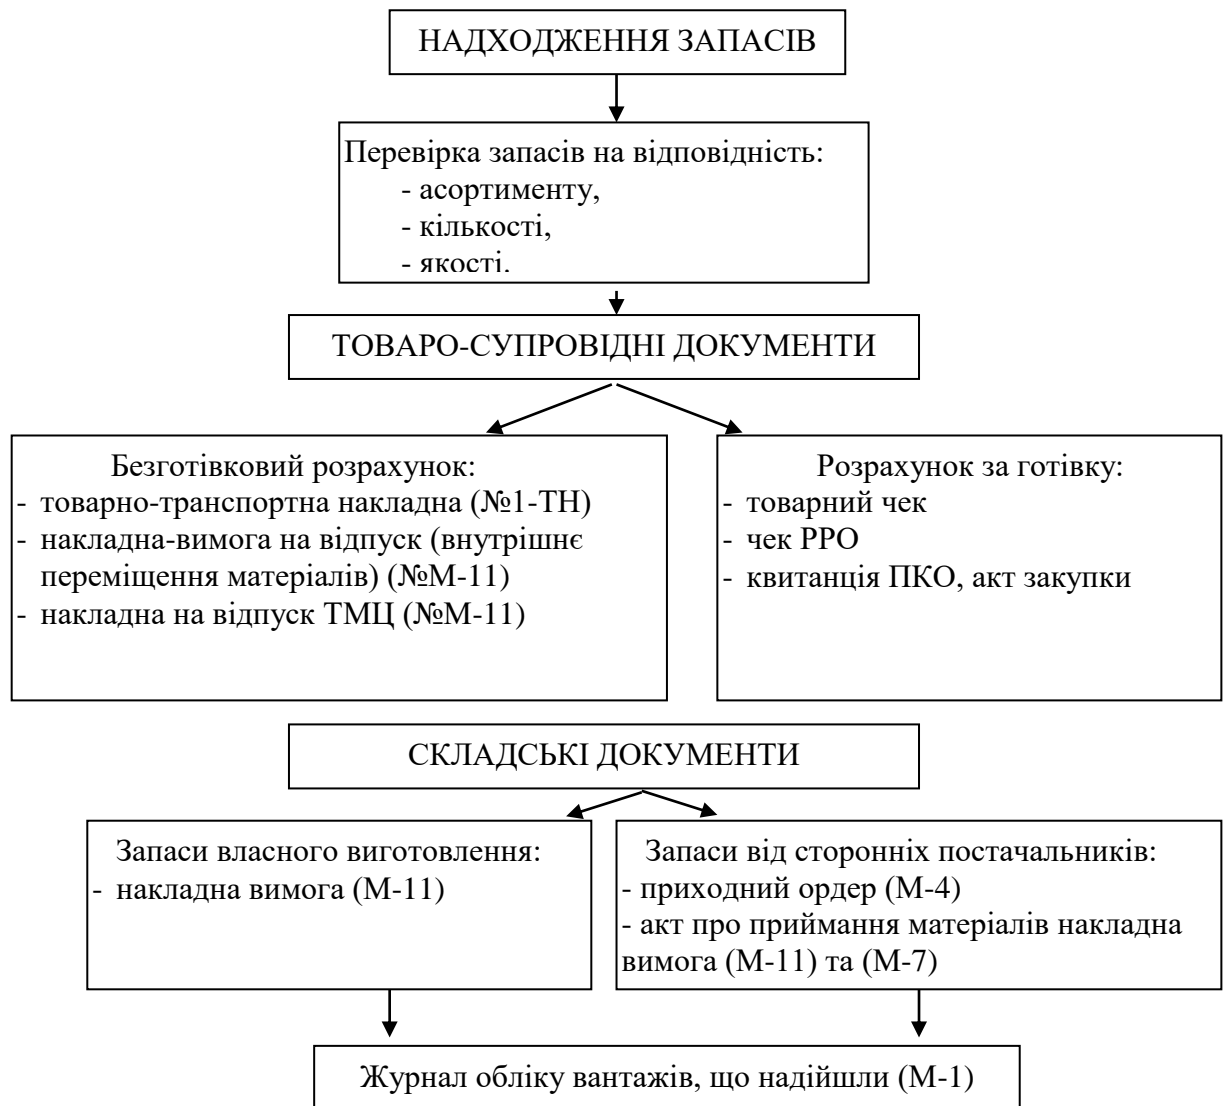 НАДХОДЖЕННЯ ЗАПАСІВ
Перевірка запасів на відповідність:
- асортименту,
- кількості,
- якості.
ТОВАРО-СУПРОВІДНІ ДОКУМЕНТИ
Безготівковий розрахунок:
- товарно-транспортна накладна (№1-ТН)
- накладна-вимога на відпуск (внутрішнє
переміщення матеріалів) (№М-11)
- накладна на відпуск ТМЦ (№М-11)
Розрахунок за готівку:
- товарний чек
- чек РРО
- квитанція ПКО, акт закупки
СКЛАДСЬКІ ДОКУМЕНТИ
Запаси власного виготовлення:
- накладна вимога (М-11)
Запаси від сторонніх постачальників:
- приходний ордер (М-4)
- акт про приймання матеріалів накладна
вимога (М-11) та (М-7)
Журнал обліку вантажів, що надійшли (М-1)